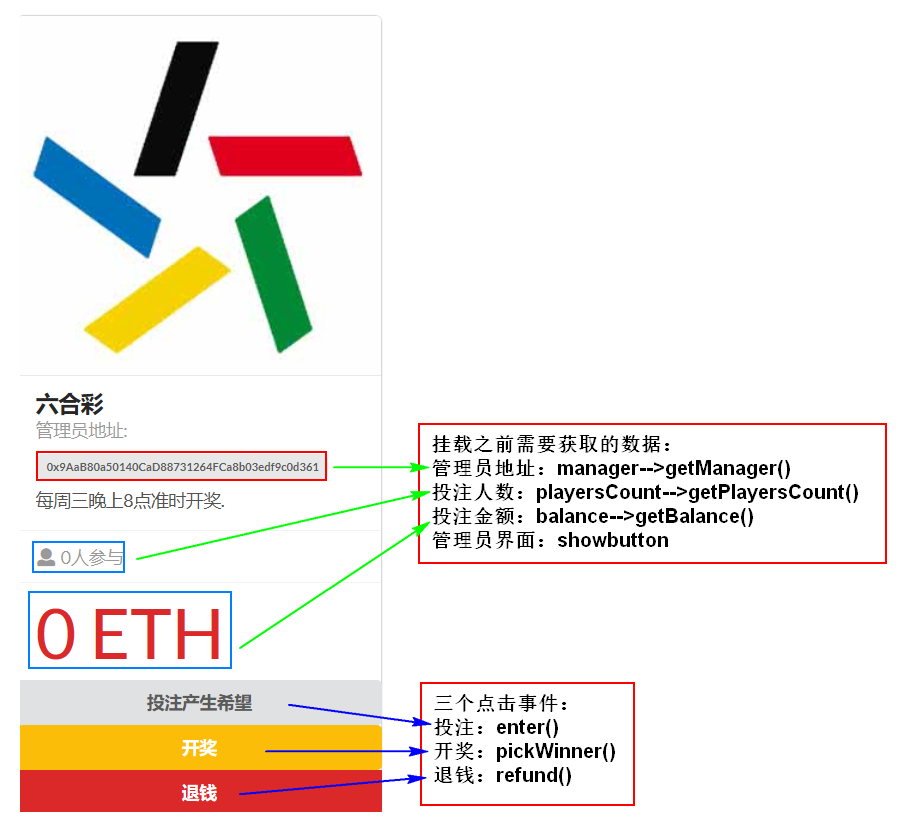 六合彩
管理员地址:
0x9AaB80a50140CaD88731264FCa8b03edf9c0d361
每周三晚上8点准时开奖.
0人参与
0 ETH
投注产生希望
开奖
退钱
挂载之前需要获取的数据：
管理员地址：manager-->getManager()
投注人数：playersCount-->getPlayersCount()
投注金额：balance-->getBalance()
管理员界面：showbutton
三个点击事件：
投注：enter()
开奖：pickWinner()
退钱：refund()